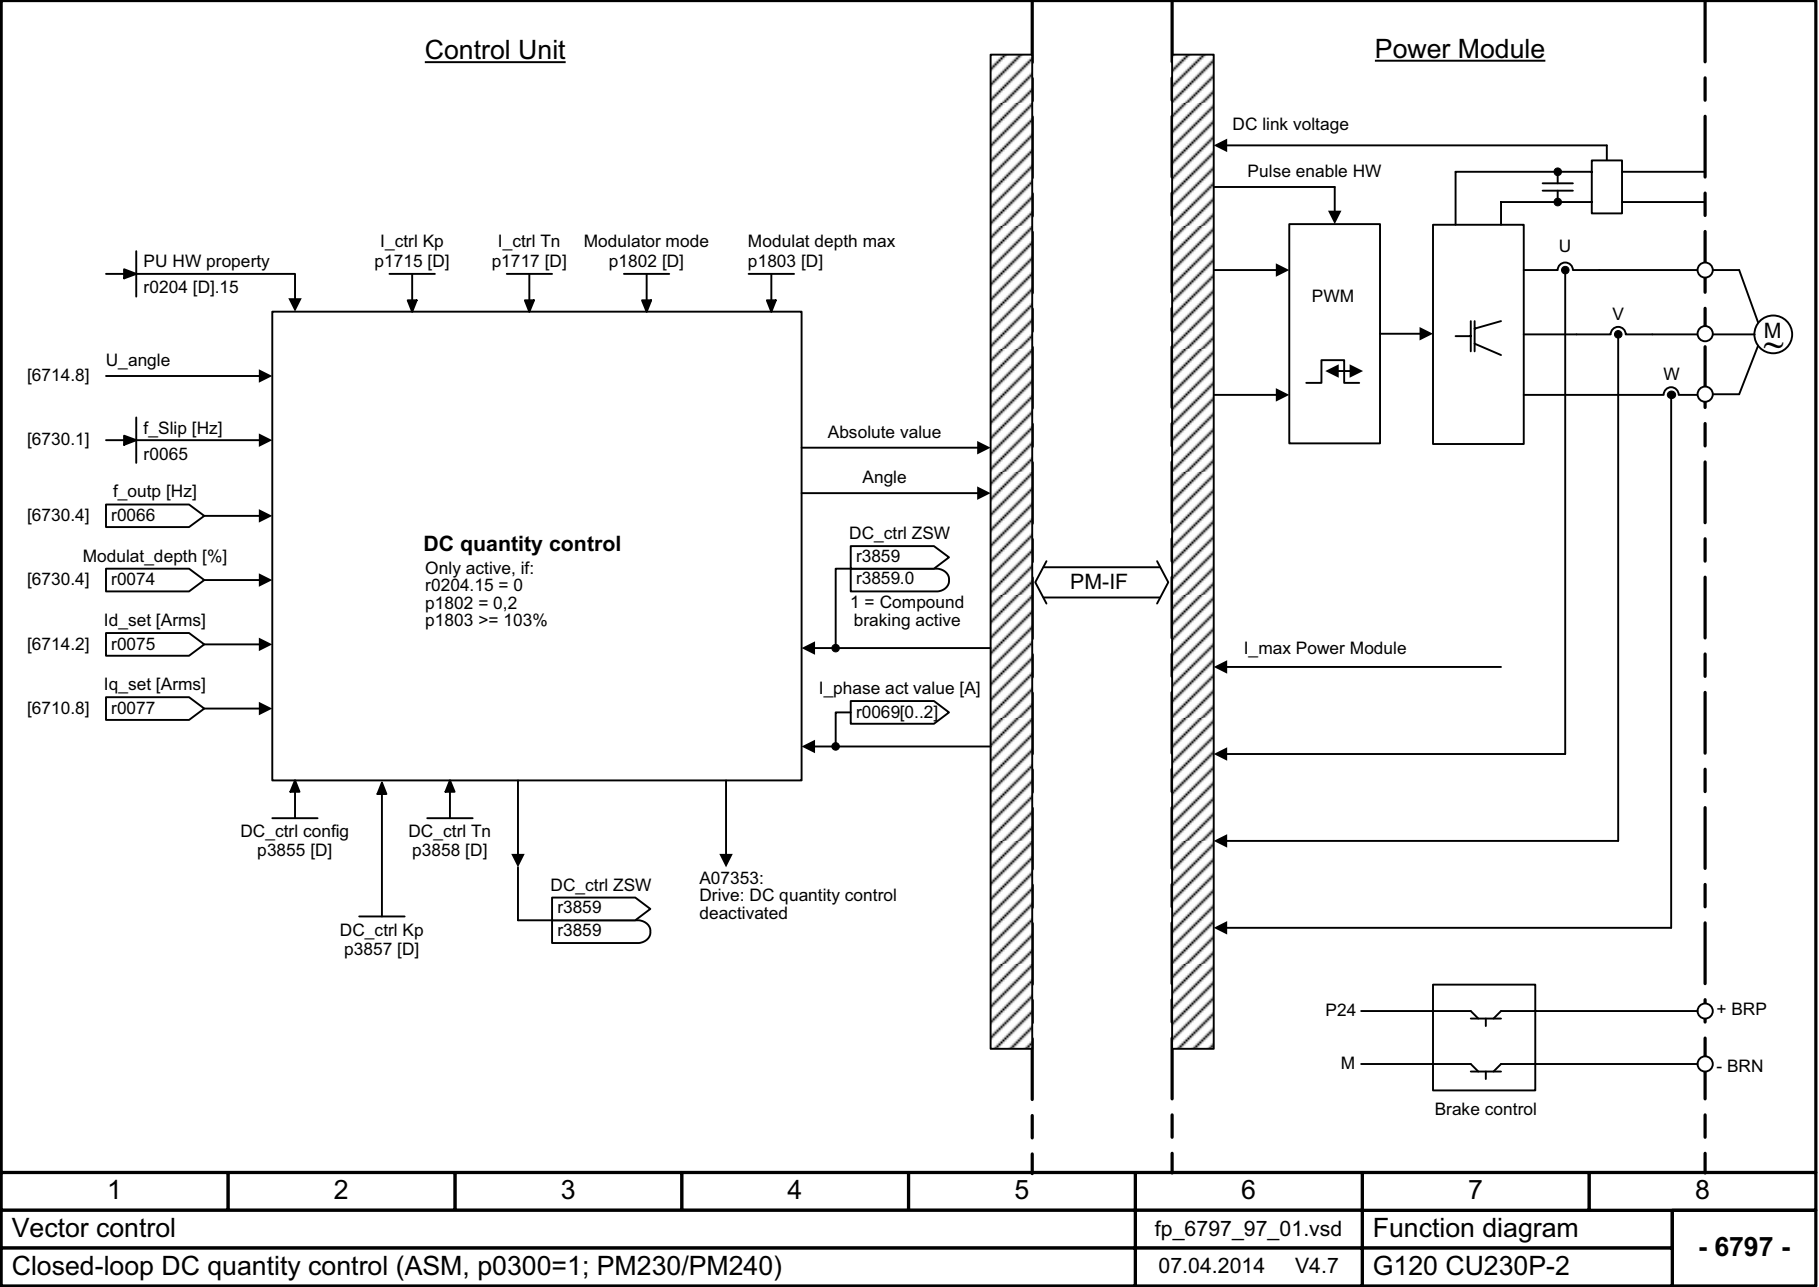 Control Unit
Power Module
DC link voltage
Pulse enable HW
PU HW property
r0204 [D].15
I_ctrl Kp
p1715 [D]
I_ctrl Tn
p1717 [D]
Modulator mode
p1802 [D]
Modulat depth max
p1803 [D]
U
PWM
V
M
~
W
[6714.8]
U_angle
[6730.1]
f_Slip [Hz]
r0065
f_outp [Hz]
[6730.4]
r0066
Modulat_depth [%]
[6730.4]
r0074
Id_set [Arms]
[6714.2]
r0075
Iq_set [Arms]
[6710.8]
r0077
DC quantity control
Only active, if:
r0204.15 = 0
p1802 = 0,2
p1803 >= 103%
Absolute value
Angle
DC_ctrl ZSW
r3859
r3859.0
1 = Compound
braking active
PM-IF
I_max Power Module
I_phase act value [A]
r0069[0..2]
DC_ctrl config
p3855 [D]
DC_ctrl Tn
p3858 [D]
DC_ctrl Kp
p3857 [D]
DC_ctrl ZSW
r3859
r3859
A07353:
Drive: DC quantity control
deactivated
P24
+ BRP
M
- BRN
Brake control
1 2 3 4 5 6 7 8
Vector control
fp_6797_97_01.vsd
Function diagram
- 6797 -
Closed-loop DC quantity control (ASM, p0300=1; PM230/PM240)
07.04.2014 V4.7
G120 CU230P-2